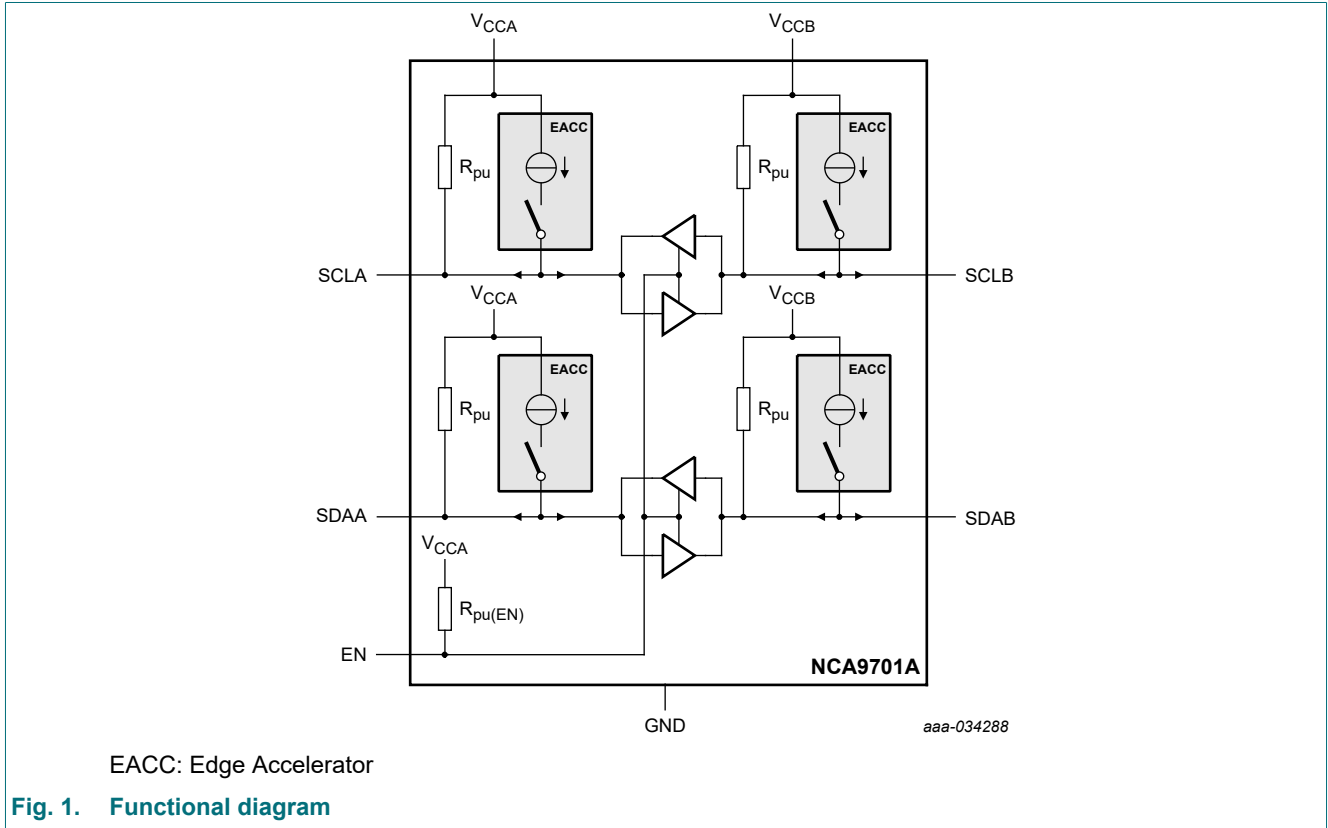 VCCA VCCB
EACC EACC
Rpu Rpu
SCLA SCLB
VCCA VCCB
EACC EACC
Rpu Rpu
SDAA SDAB
VCCA
Rpu(EN)
EN
NCA9701A
GND
aaa-034288
EACC: Edge Accelerator
Fig. 1. Functional diagram